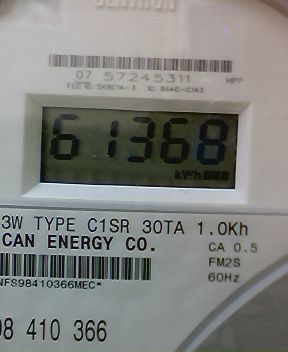 CENTRON
07 57245311
61368
kWh
3W TYPE C1SR 30TA 1.0Kh
CAN ENERGY CO.
CA 0.5
FM2S
60Hz
NFS98410366MEC*
98 410 366